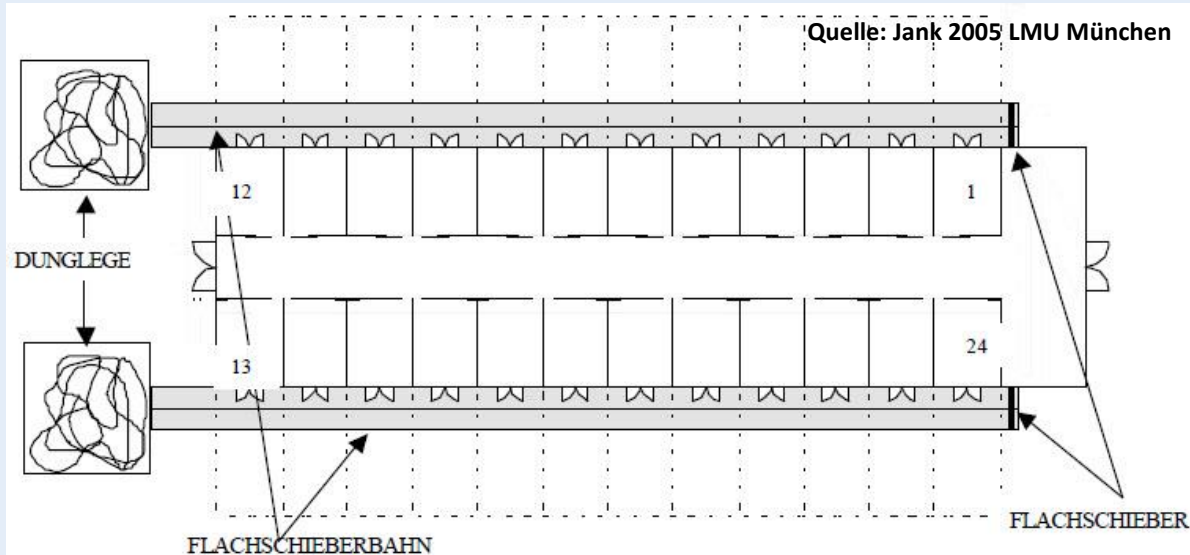 Quelle: Jank 2005 LMU München
12
1
DUNGLEGE
13
24
FLACHSCHIEBER
FLACHSCHIEBERBAHN